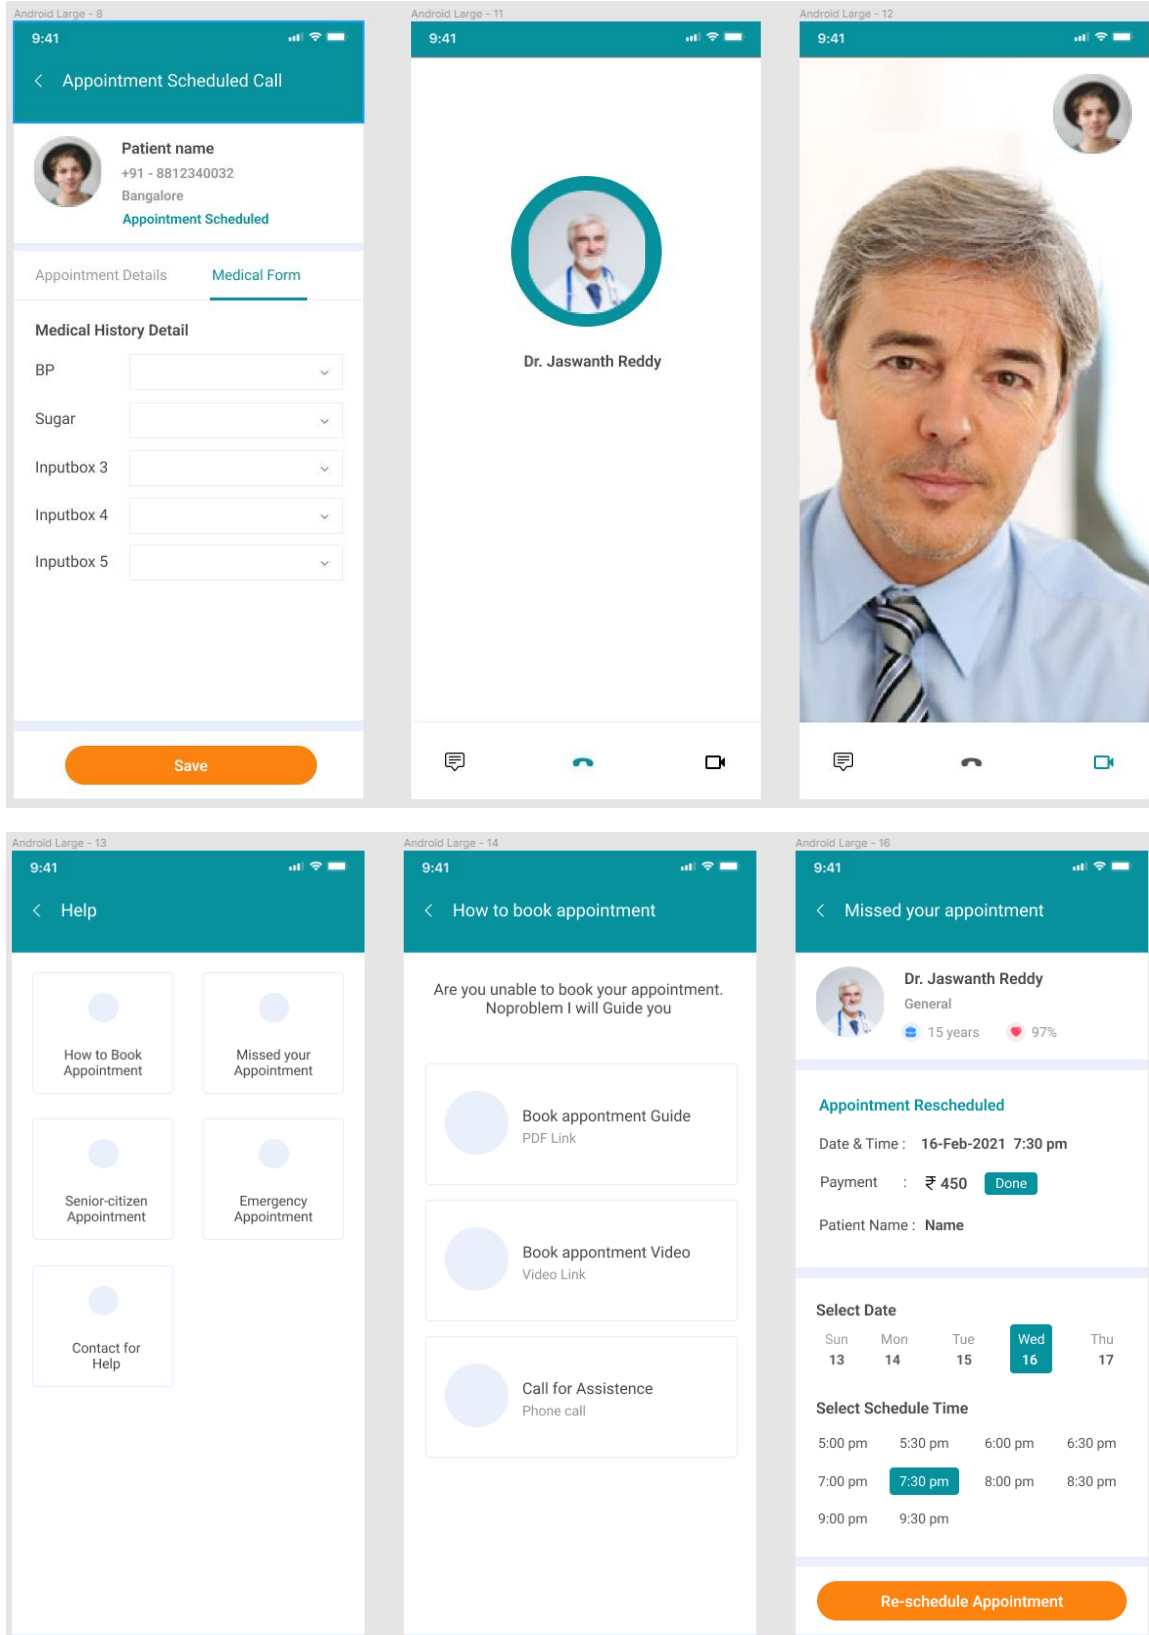 Android Large - 8
9:41
Appointment Scheduled Call
Patient name
+91 - 8812340032
Bangalore
Appointment Scheduled
Appointment Details Medical Form
Medical History Detail
BP
Sugar
Inputbox 3
Inputbox 4
Inputbox 5
Save
Android Large - 11
9:41
Dr. Jaswanth Reddy
Android Large - 12
9:41
Android Large - 13
9:41
Help
How to Book
Appointment
Missed your
Appointment
Senior-citizen
Appointment
Emergency
Appointment
Contact for
Help
Android Large - 14
9:41
How to book appointment
Are you unable to book your appointment.
Noproblem I will Guide you
Book appontment Guide
PDF Link
Book appontment Video
Video Link
Call for Assistence
Phone call
Android Large - 16
9:41
Missed your appointment
Dr. Jaswanth Reddy
General
15 years 97%
Appointment Rescheduled
Date & Time : 16-Feb-2021 7:30 pm
Payment : ₹ 450 Done
Patient Name : Name
Select Date
Sun Mon Tue Wed Thu
13 14 15 16 17
Select Schedule Time
5:00 pm 5:30 pm 6:00 pm 6:30 pm
7:00 pm 7:30 pm 8:00 pm 8:30 pm
9:00 pm 9:30 pm
Re-schedule Appointment